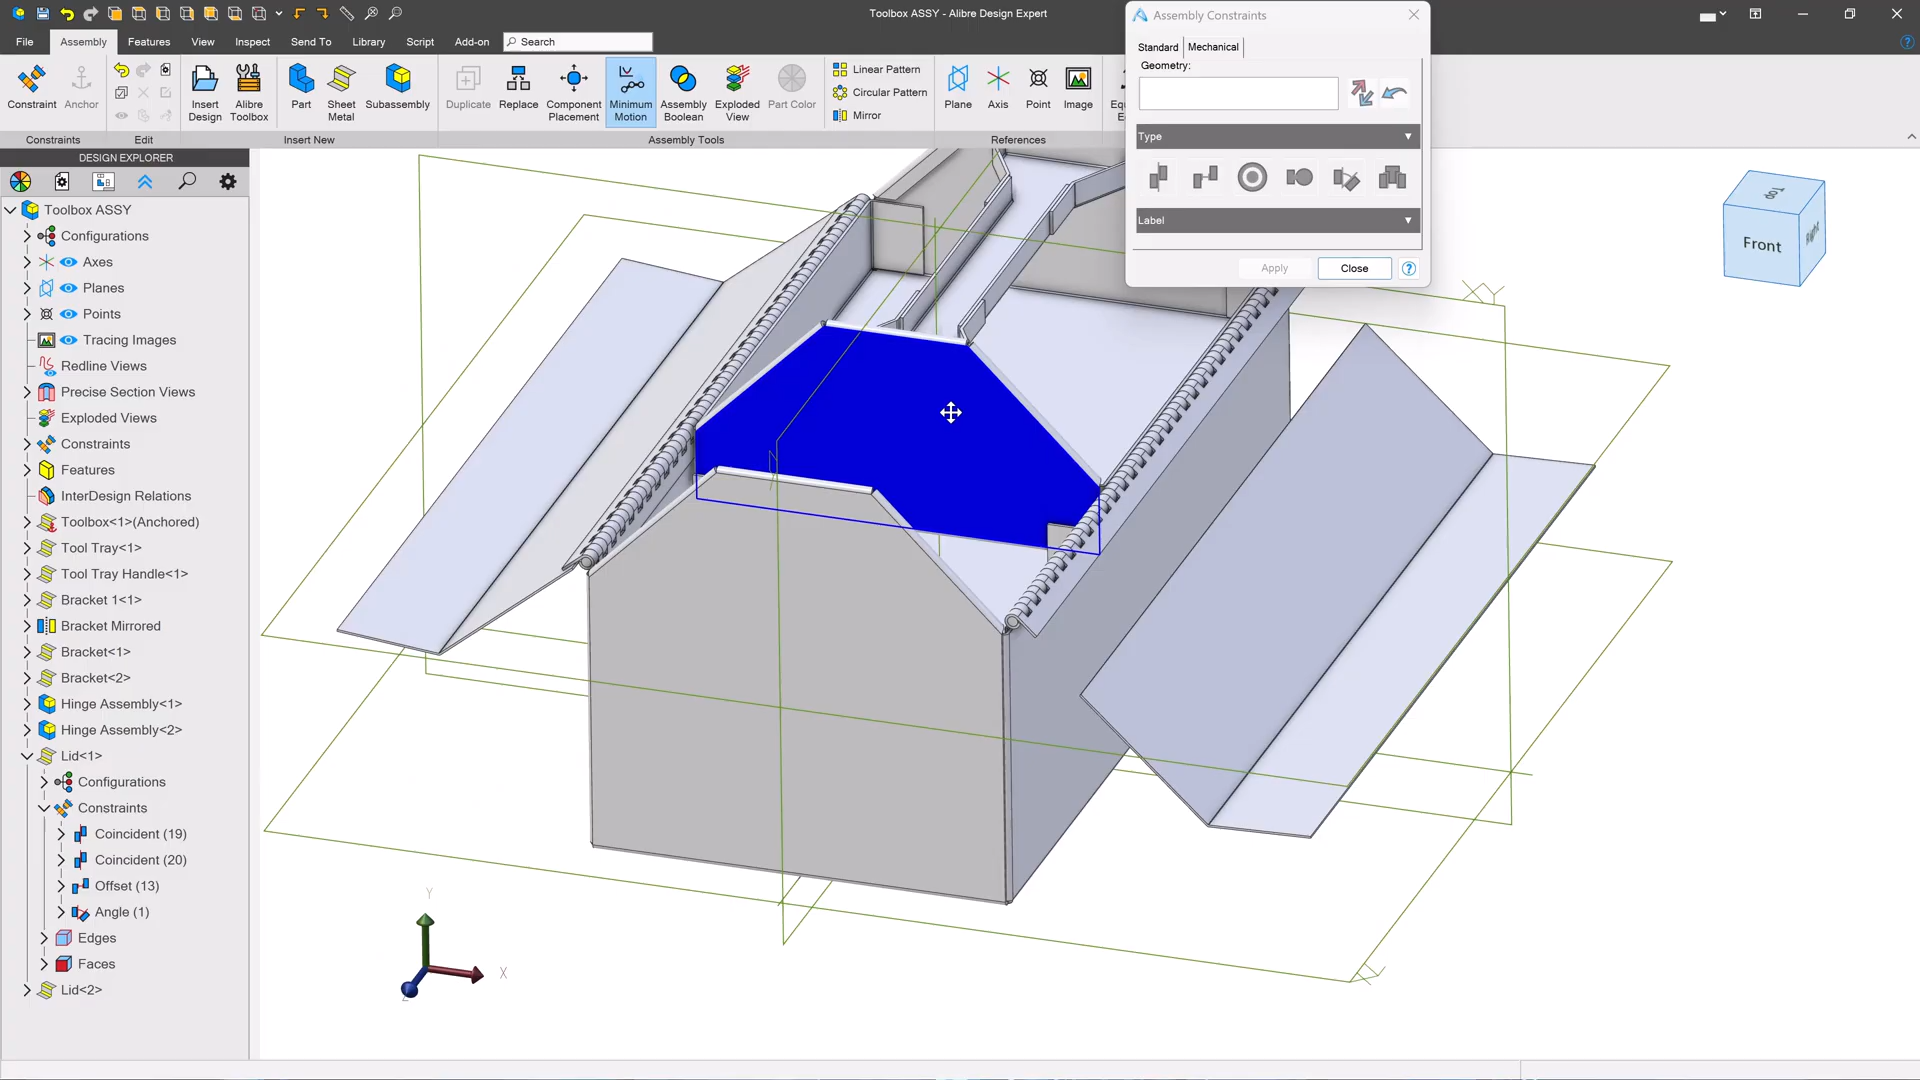 Toolbox ASSY - Alibre Design Expert
File
Assembly
Features
View
Inspect
Send To
Library
Script
Add-on
Search
Constraint
Anchor
Insert Design
Alibre Toolbox
Part
Sheet Metal
Subassembly
Duplicate
Replace
Component Placement
Minimum Motion
Assembly Boolean
Exploded View
Part Color
Linear Pattern
Circular Pattern
Mirror
Plane
Axis
Point
Image
Constraints
Edit
Insert New
Assembly Tools
References
Assembly Constraints
Standard
Mechanical
Geometry:
Type
Label
Apply
Close
DESIGN EXPLORER
Toolbox ASSY
Configurations
Axes
Planes
Points
Tracing Images
Redline Views
Precise Section Views
Exploded Views
Constraints
Features
InterDesign Relations
Toolbox<1>(Anchored)
Tool Tray<1>
Tool Tray Handle<1>
Bracket 1<1>
Bracket Mirrored
Bracket<1>
Bracket<2>
Hinge Assembly<1>
Hinge Assembly<2>
Lid<1>
Configurations
Constraints
Coincident (19)
Coincident (20)
Offset (13)
Angle (1)
Edges
Faces
Lid<2>
Top
Front
Right
Y
X
Z